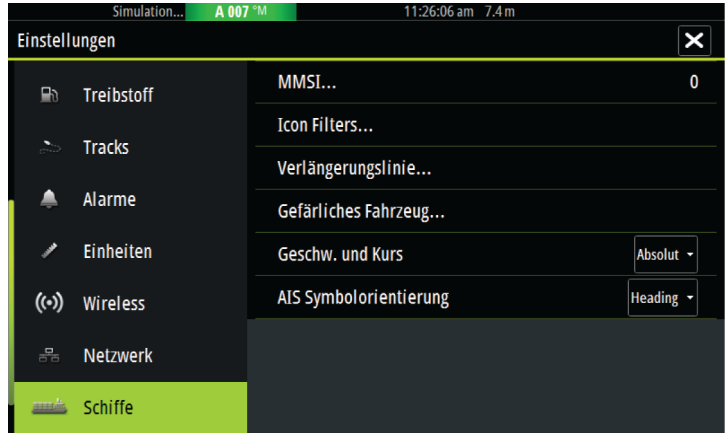 Simulation... A 007 °M 11:26:06 am 7.4 m
Einstellungen
Treibstoff
Tracks
Alarme
Einheiten
Wireless
Netzwerk
Schiffe
MMSI... 0
Icon Filters...
Verlängerungslinie...
Gefärliches Fahrzeug...
Geschw. und Kurs Absolut
AIS Symbolorientierung Heading